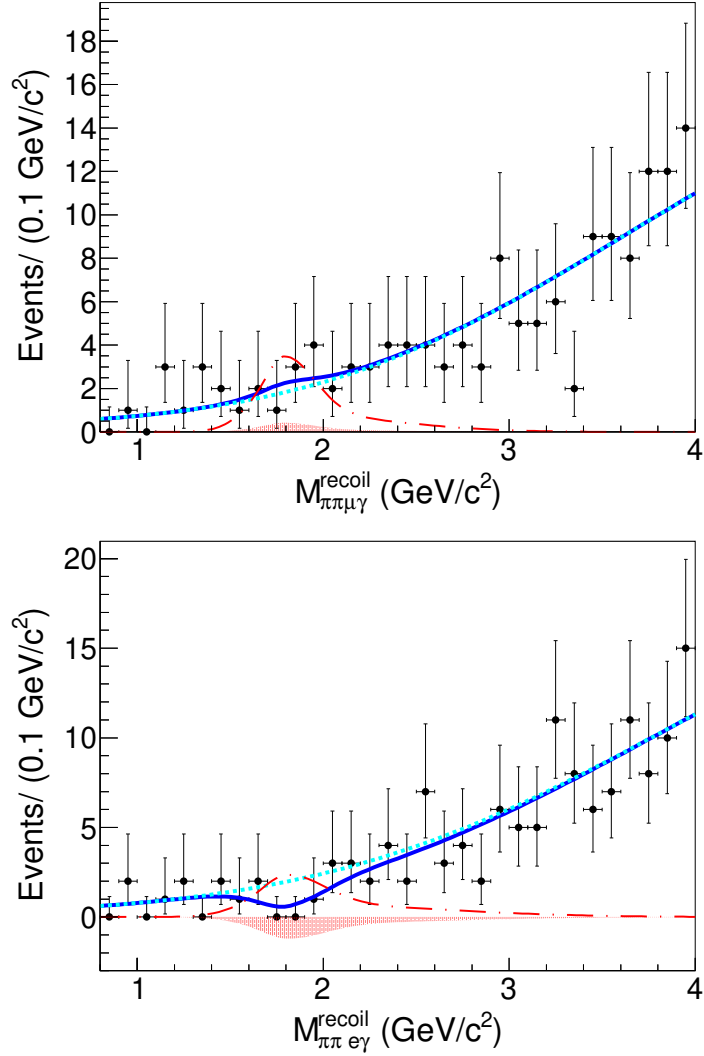 Events/ (0.1 GeV/c²)
18
16
14
12
10
8
6
4
2
0
1 2 3 4
M^recoil_ππμγ (GeV/c²)
Events/ (0.1 GeV/c²)
20
15
10
5
0
1 2 3 4
M^recoil_ππ eγ (GeV/c²)